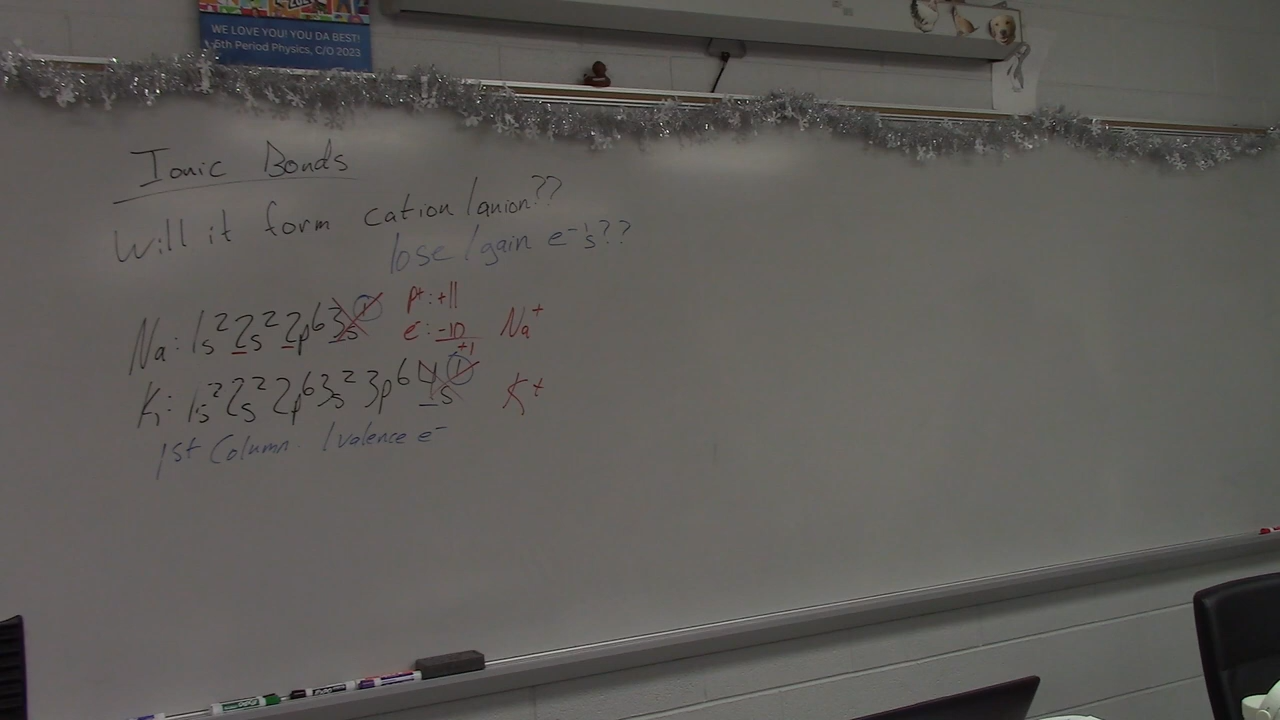 WE LOVE YOU! YOU DA BEST!
5th Period Physics, C/O 2023
Ionic Bonds
Will it form cation/anion??
lose/gain e⁻'s??
Na: 1s² 2s² 2p⁶ 3s¹ p⁺: +11
e⁻: -10 Na⁺
+1
K: 1s² 2s² 2p⁶ 3s² 3p⁶ 4s¹ K⁺
1st Column. 1 valence e⁻